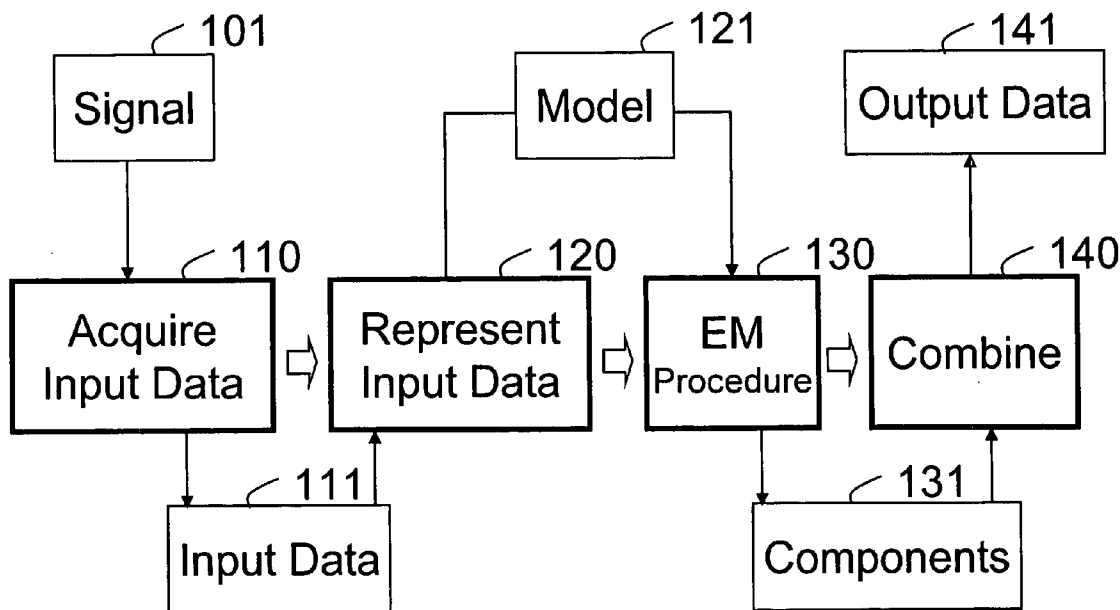 101
Signal
121
Model
141
Output Data
110
Acquire
Input Data
120
Represent
Input Data
130
EM
Procedure
140
Combine
111
Input Data
131
Components